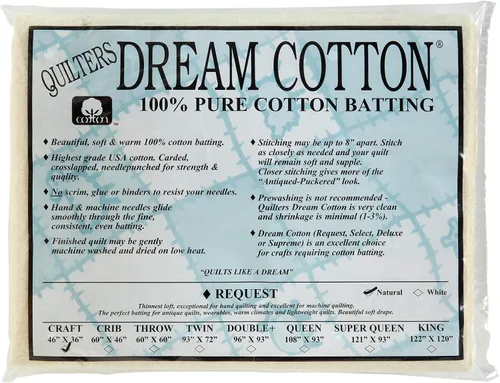 QUILTERS DREAM COTTON®
100% PURE COTTON BATTING
cotton™
♦ Beautiful, soft & warm 100% cotton batting.
♦ Highest grade USA cotton. Carded,
crosslapped, needlepunched for strength &
quality.
♦ No scrim, glue or binders to resist your needles.
♦ Hand & machine needles glide
smoothly through the fine,
consistent, even batting.
♦ Finished quilt may be gently
machine washed and dried on low heat.
♦ Stitching may be up to 8" apart. Stitch
as closely as needed and your quilt
will remain soft and supple.
Closer stitching gives more of the
"Antiqued-Puckered" look.
♦ Prewashing is not recommended -
Quilters Dream Cotton is very clean
and shrinkage is minimal (1-3%).
♦ Dream Cotton (Request, Select, Deluxe
or Supreme) is an excellent choice
for crafts requiring cotton batting.
"QUILTS LIKE A DREAM"
♦ REQUEST
Natural
White
Thinnest loft, exceptional for hand quilting and excellent for machine quilting.
The perfect batting for antique quilts, wearables, warm climates and lightweight quilts. Beautiful soft drape.
CRAFT CRIB THROW TWIN DOUBLE+ QUEEN SUPER QUEEN KING
46" X 36" 60" X 46" 60" X 60" 93" X 72" 96" X 93" 108" X 93" 121" X 93" 122" X 120"